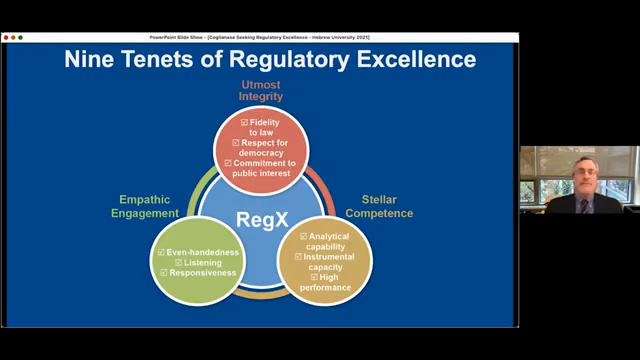 PowerPoint Slide Show - [Coglianese Seeking Regulatory Excellence - Hebrew University 2021]
Nine Tenets of Regulatory Excellence
Utmost
Integrity
☑ Fidelity
to law
☑ Respect for
democracy
☑ Commitment to
public interest
Empathic
Engagement
Stellar
Competence
RegX
☑ Even-handedness
☑ Listening
☑ Responsiveness
☑ Analytical
capability
☑ Instrumental
capacity
☑ High
performance